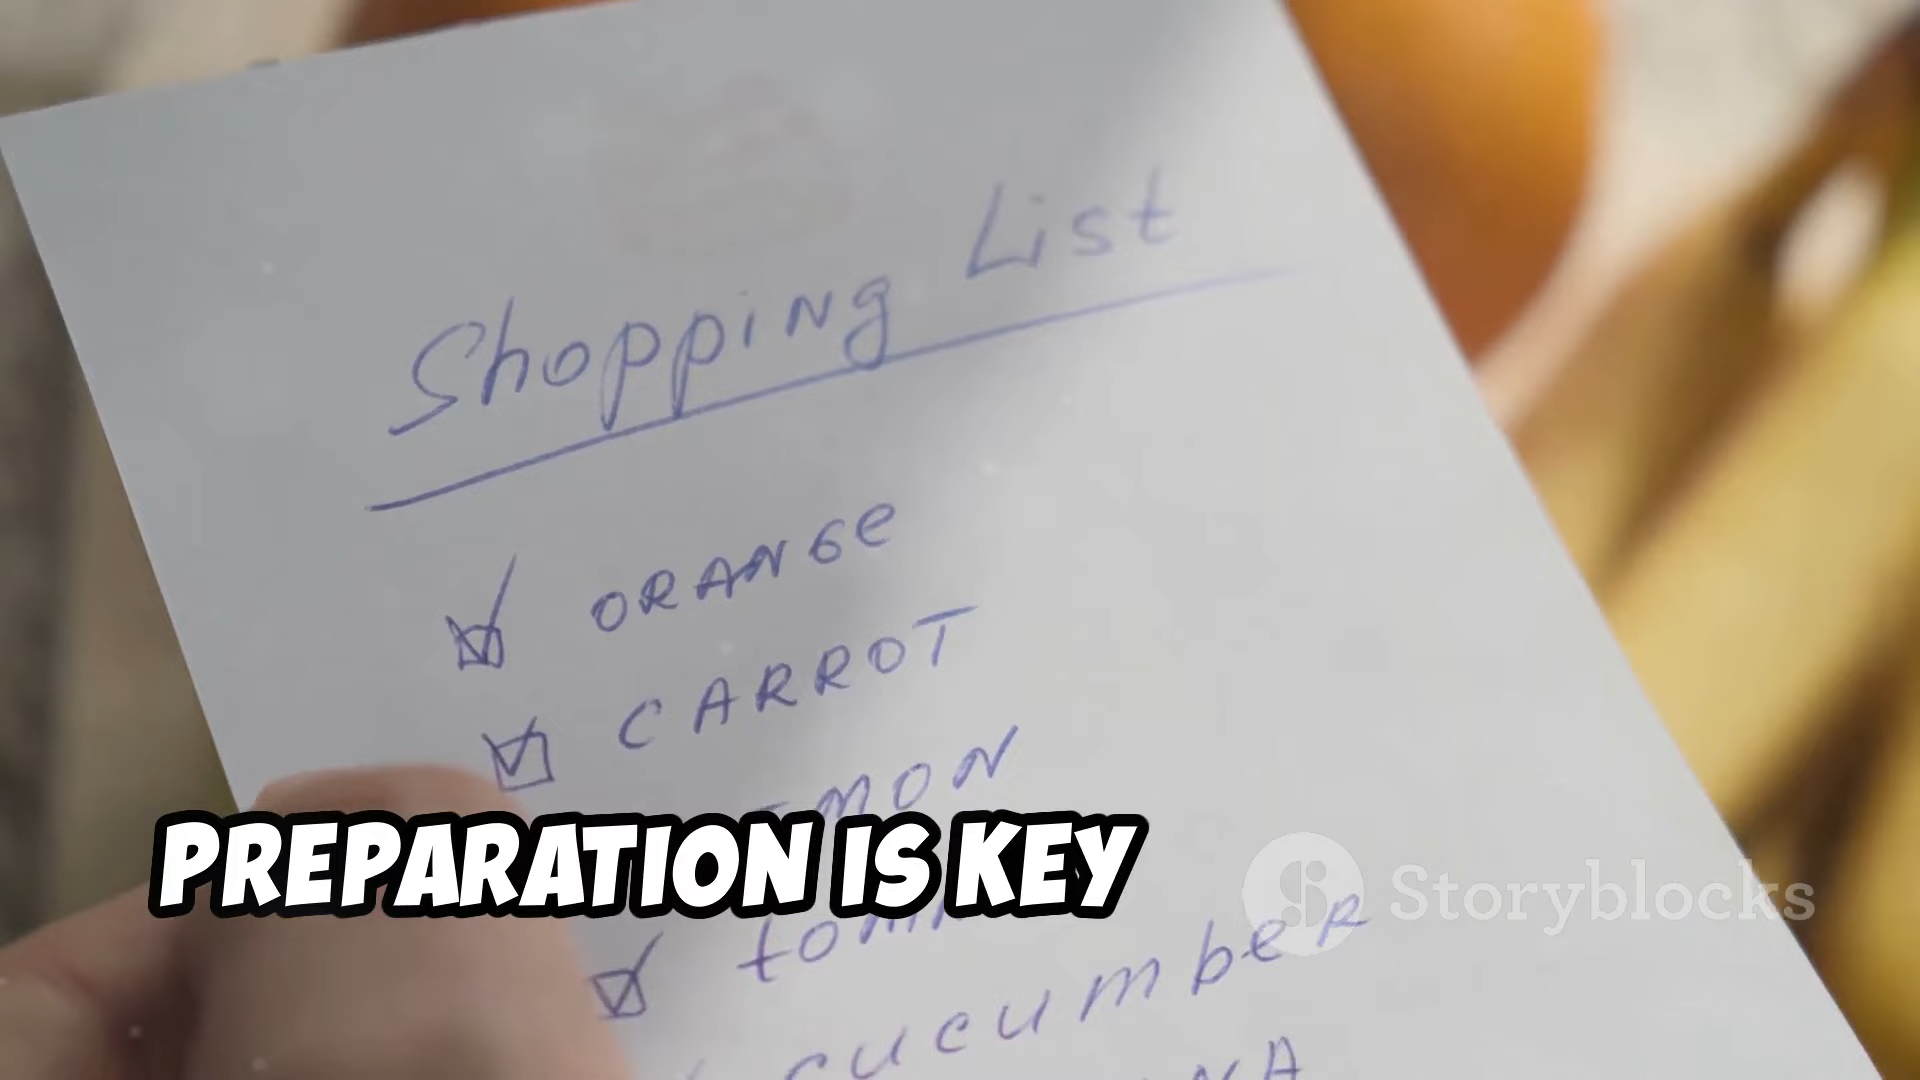 Shopping List
ORANGE
CARROT
PREPARATION IS KEY
Storyblocks
cucumber